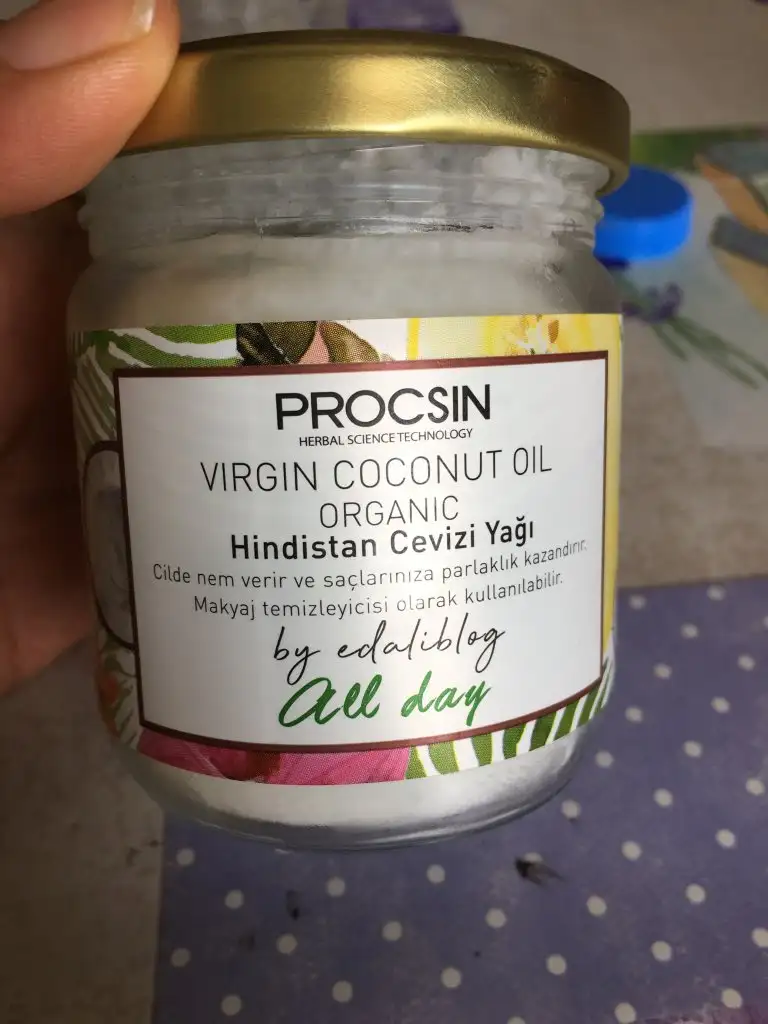 PROCSIN
HERBAL SCIENCE TECHNOLOGY
VIRGIN COCONUT OIL
ORGANIC
Hindistan Cevizi Yağı
Cilde nem verir ve saçlarınıza parlaklık kazandırır.
Makyaj temizleyicisi olarak kullanılabilir.
by edaliblog
All day